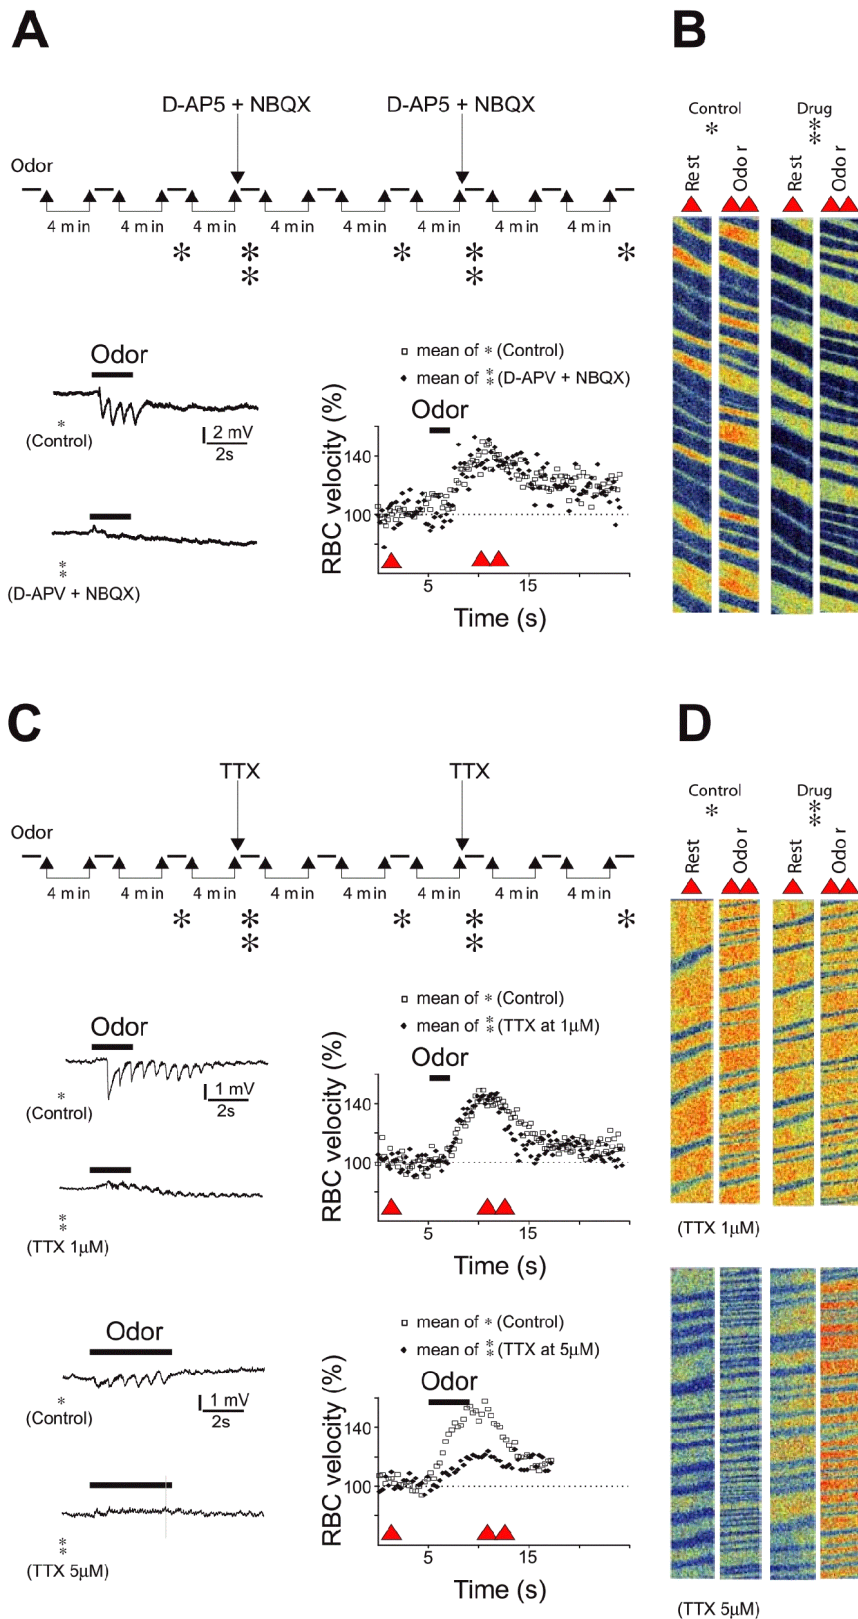 A
B
D-AP5 + NBQX
D-AP5 + NBQX
Control
Drug
*
*
*
Rest
Odor
Rest
Odor
Odor
4 min
4 min
4 min
4 min
4 min
4 min
4 min
4 min
*
*
*
*
*
*
*
Odor
*
(Control)
2 mV
2s
*
*
(D-APV + NBQX)
mean of * (Control)
mean of ** (D-APV + NBQX)
Odor
RBC velocity (%)
140
100
5
15
Time (s)
C
D
TTX
TTX
Control
Drug
*
*
*
Rest
Odor
Rest
Odor
Odor
4 min
4 min
4 min
4 min
4 min
4 min
4 min
4 min
*
*
*
*
*
*
*
Odor
*
(Control)
1 mV
2s
*
*
(TTX 1µM)
mean of * (Control)
mean of ** (TTX at 1µM)
Odor
RBC velocity (%)
140
100
5
15
Time (s)
(TTX 1µM)
Odor
*
(Control)
1 mV
2s
*
*
(TTX 5µM)
mean of * (Control)
mean of ** (TTX at 5µM)
Odor
RBC velocity (%)
140
100
5
15
Time (s)
(TTX 5µM)